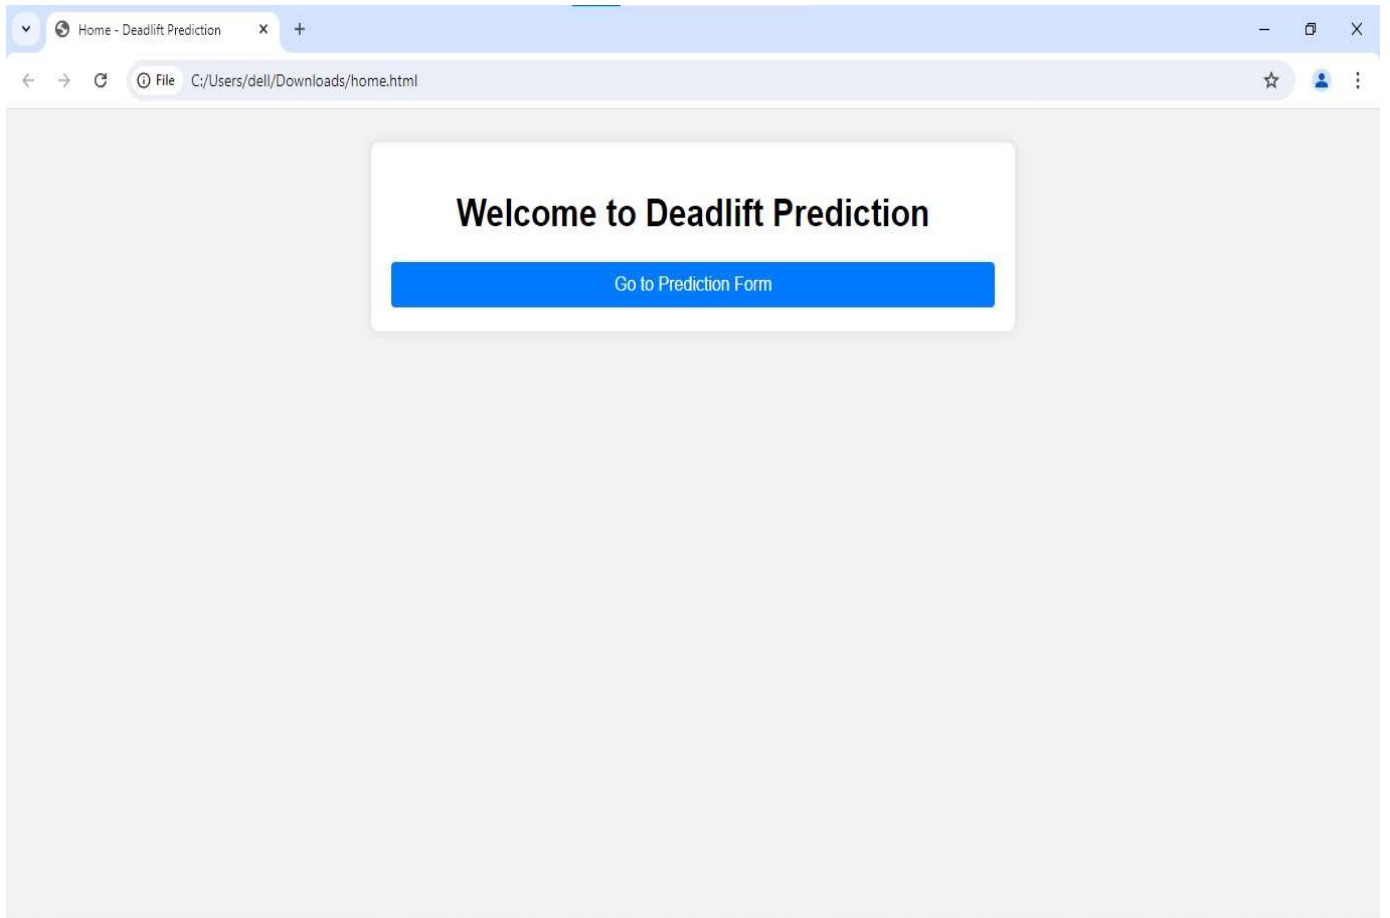 Home - Deadlift Prediction
File C:/Users/dell/Downloads/home.html
Welcome to Deadlift Prediction
Go to Prediction Form